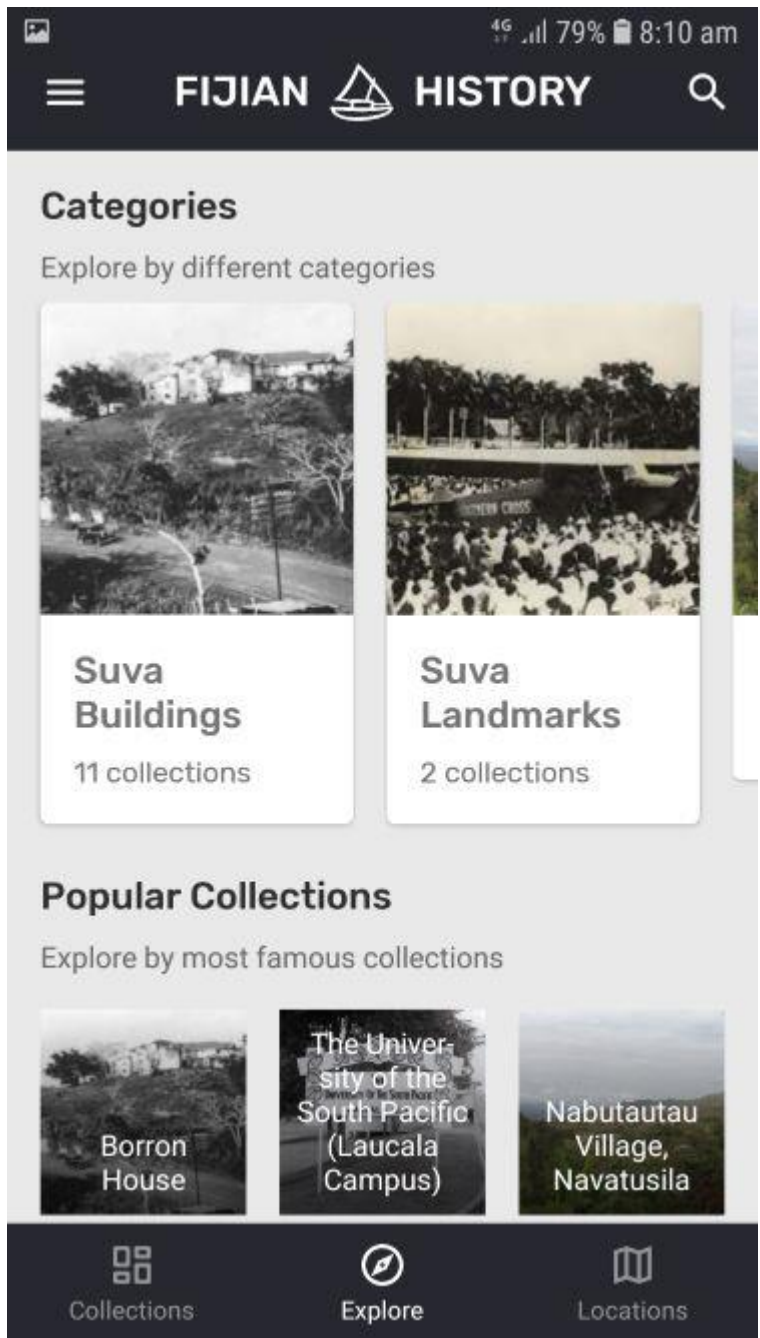 4G 79% 8:10 am
FIJIAN HISTORY
Categories
Explore by different categories
SOUTHERN CROSS
Suva
Buildings
11 collections
Suva
Landmarks
2 collections
Popular Collections
Explore by most famous collections
Borron
House
The Univer-
sity of the
South Pacific
(Laucala
Campus)
Nabutautau
Village,
Navatusila
Collections
Explore
Locations